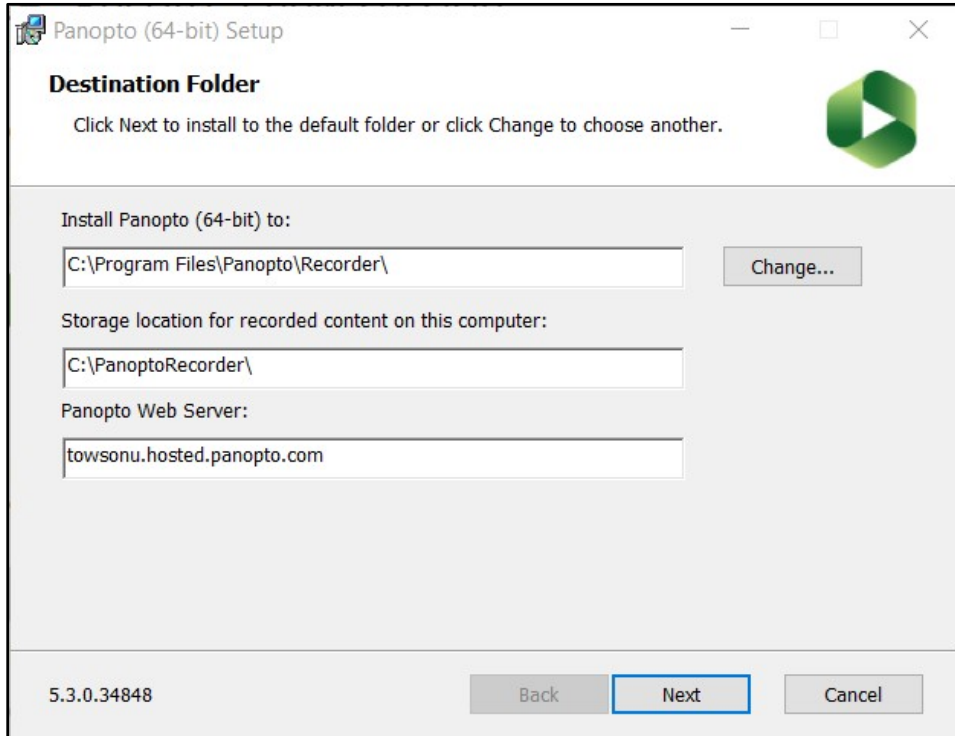 Panopto (64-bit) Setup
Destination Folder
Click Next to install to the default folder or click Change to choose another.
Install Panopto (64-bit) to:
C:\Program Files\Panopto\Recorder\
Change...
Storage location for recorded content on this computer:
C:\PanoptoRecorder\
Panopto Web Server:
towsonu.hosted.panopto.com
5.3.0.34848
Back
Next
Cancel